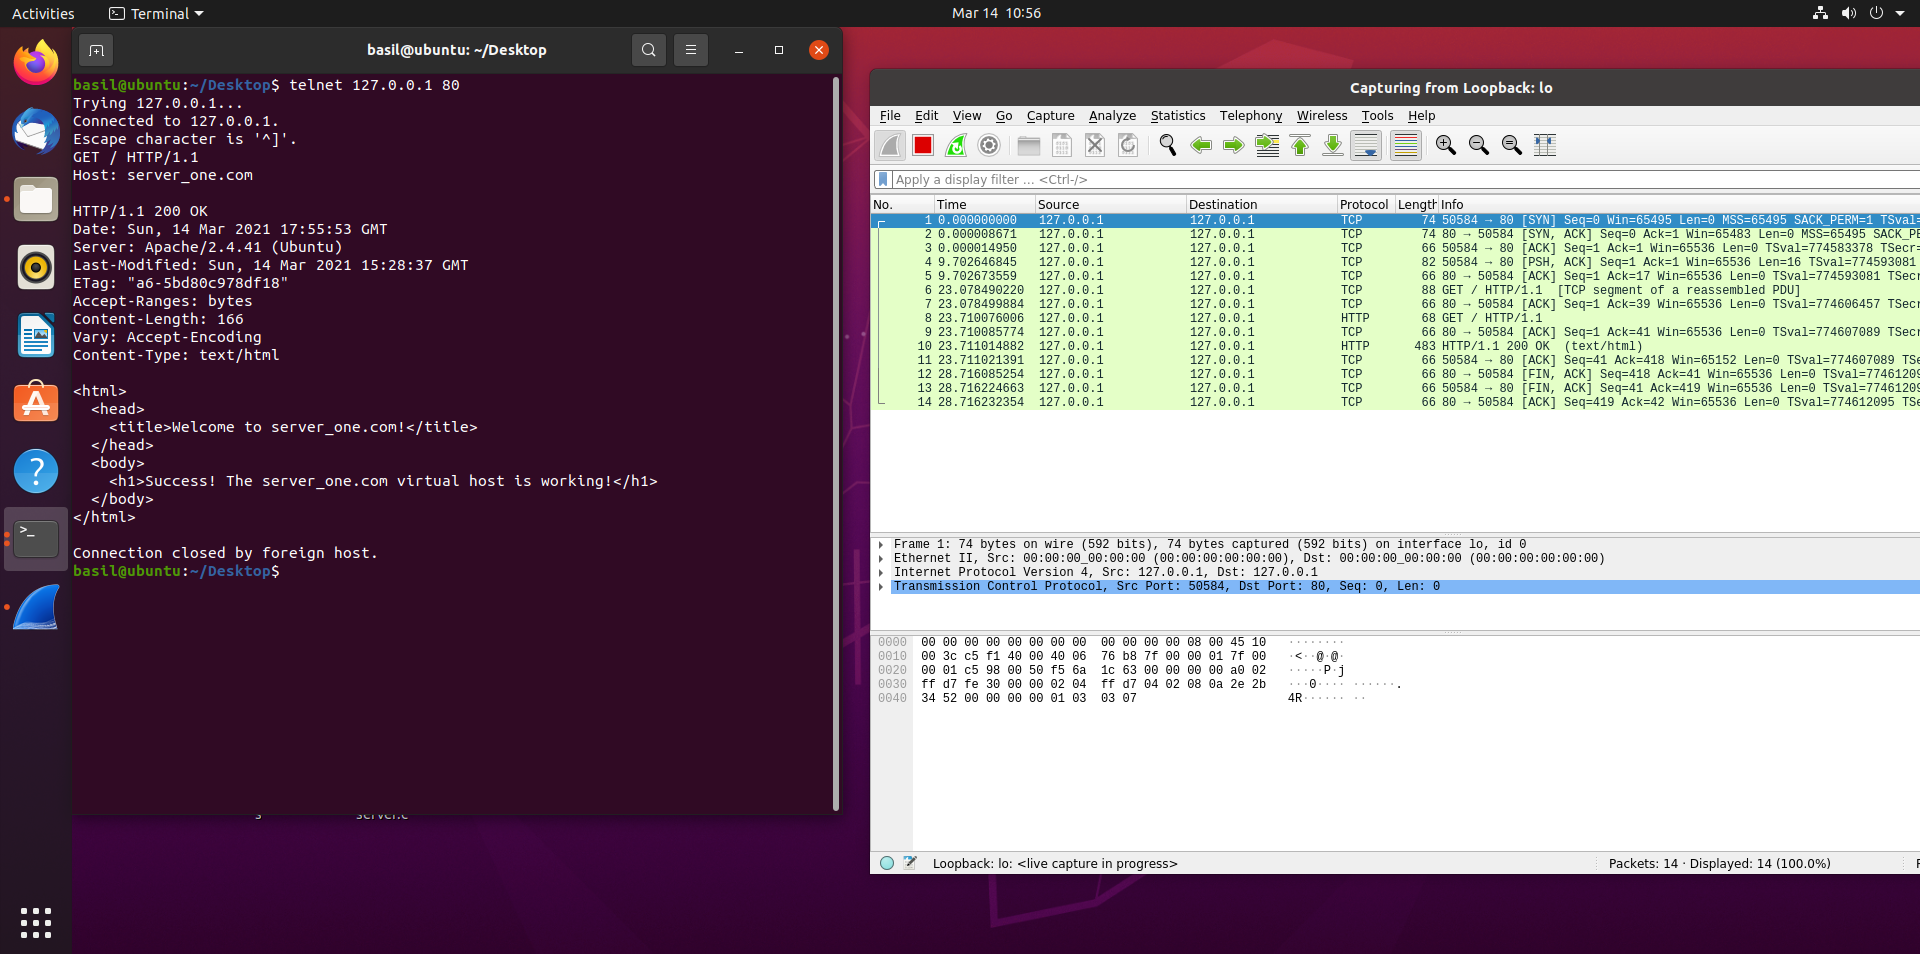 Activities
Terminal
Mar 14 10:56
basil@ubuntu: ~/Desktop
basil@ubuntu:~/Desktop$ telnet 127.0.0.1 80
Trying 127.0.0.1...
Connected to 127.0.0.1.
Escape character is '^]'.
GET / HTTP/1.1
Host: server_one.com
HTTP/1.1 200 OK
Date: Sun, 14 Mar 2021 17:55:53 GMT
Server: Apache/2.4.41 (Ubuntu)
Last-Modified: Sun, 14 Mar 2021 15:28:37 GMT
ETag: "a6-5bd80c978df18"
Accept-Ranges: bytes
Content-Length: 166
Vary: Accept-Encoding
Content-Type: text/html
<html>
<head>
<title>Welcome to server_one.com!</title>
</head>
<body>
<h1>Success! The server_one.com virtual host is working!</h1>
</body>
</html>
Connection closed by foreign host.
basil@ubuntu:~/Desktop$
server.c
Capturing from Loopback: lo
File Edit View Go Capture Analyze Statistics Telephony Wireless Tools Help
Apply a display filter … <Ctrl-/>
No. Time Source Destination Protocol Length Info
1 0.000000000 127.0.0.1 127.0.0.1 TCP 74 50584 → 80 [SYN] Seq=0 Win=65495 Len=0 MSS=65495 SACK_PERM=1 TSval=
2 0.000008671 127.0.0.1 127.0.0.1 TCP 74 80 → 50584 [SYN, ACK] Seq=0 Ack=1 Win=65483 Len=0 MSS=65495 SACK_PE
3 0.000014950 127.0.0.1 127.0.0.1 TCP 66 50584 → 80 [ACK] Seq=1 Ack=1 Win=65536 Len=0 TSval=774583378 TSecr=
4 9.702646845 127.0.0.1 127.0.0.1 TCP 82 50584 → 80 [PSH, ACK] Seq=1 Ack=1 Win=65536 Len=16 TSval=774593081
5 9.702673559 127.0.0.1 127.0.0.1 TCP 66 80 → 50584 [ACK] Seq=1 Ack=17 Win=65536 Len=0 TSval=774593081 TSecr
6 23.078490220 127.0.0.1 127.0.0.1 TCP 88 GET / HTTP/1.1 [TCP segment of a reassembled PDU]
7 23.078499884 127.0.0.1 127.0.0.1 TCP 66 80 → 50584 [ACK] Seq=1 Ack=39 Win=65536 Len=0 TSval=774606457 TSecr
8 23.710076006 127.0.0.1 127.0.0.1 HTTP 68 GET / HTTP/1.1
9 23.710085774 127.0.0.1 127.0.0.1 TCP 66 80 → 50584 [ACK] Seq=1 Ack=41 Win=65536 Len=0 TSval=774607089 TSecr
10 23.711014882 127.0.0.1 127.0.0.1 HTTP 483 HTTP/1.1 200 OK (text/html)
11 23.711021391 127.0.0.1 127.0.0.1 TCP 66 50584 → 80 [ACK] Seq=41 Ack=418 Win=65152 Len=0 TSval=774607089 TSe
12 28.716085254 127.0.0.1 127.0.0.1 TCP 66 80 → 50584 [FIN, ACK] Seq=418 Ack=41 Win=65536 Len=0 TSval=77461209
13 28.716224663 127.0.0.1 127.0.0.1 TCP 66 50584 → 80 [FIN, ACK] Seq=41 Ack=419 Win=65536 Len=0 TSval=77461209
14 28.716232354 127.0.0.1 127.0.0.1 TCP 66 80 → 50584 [ACK] Seq=419 Ack=42 Win=65536 Len=0 TSval=774612095 TSe
Frame 1: 74 bytes on wire (592 bits), 74 bytes captured (592 bits) on interface lo, id 0
Ethernet II, Src: 00:00:00_00:00:00 (00:00:00:00:00:00), Dst: 00:00:00_00:00:00 (00:00:00:00:00:00)
Internet Protocol Version 4, Src: 127.0.0.1, Dst: 127.0.0.1
Transmission Control Protocol, Src Port: 50584, Dst Port: 80, Seq: 0, Len: 0
0000 00 00 00 00 00 00 00 00 00 00 00 00 08 00 45 10 ········
0010 00 3c c5 f1 40 00 40 06 76 b8 7f 00 00 01 7f 00 ·<··@·@·
0020 00 01 c5 98 00 50 f5 6a 1c 63 00 00 00 00 a0 02 ·····P·j
0030 ff d7 fe 30 00 00 02 04 ff d7 04 02 08 0a 2e 2b ···0···· ······.
0040 34 52 00 00 00 00 01 03 03 07 4R······ ··
Loopback: lo: <live capture in progress>
Packets: 14 · Displayed: 14 (100.0%)